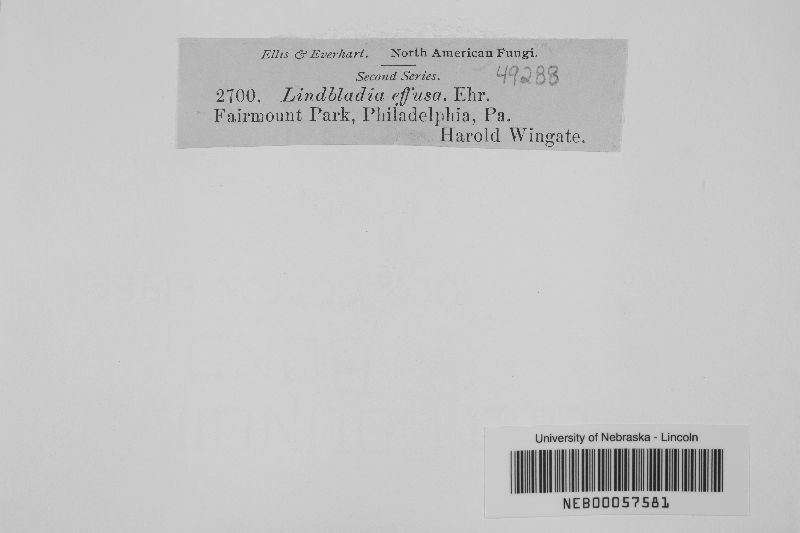 Ellis & Everhart. North American Fungi.
Second Series. 49288
2700. Lindbladia effusa. Ehr.
Fairmount Park, Philadelphia, Pa.
Harold Wingate.
University of Nebraska - Lincoln
NEB00057581